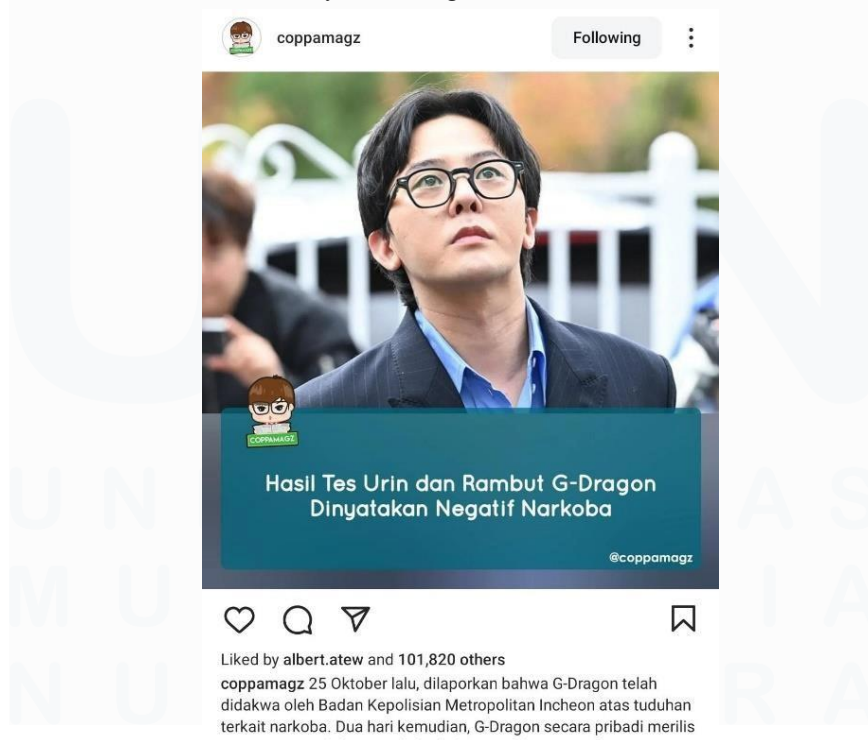 coppamagz
Following
COPPAMAGZ
Hasil Tes Urin dan Rambut G-Dragon
Dinyatakan Negatif Narkoba
@coppamagz
Liked by albert.atew and 101,820 others
coppamagz 25 Oktober lalu, dilaporkan bahwa G-Dragon telah
didakwa oleh Badan Kepolisian Metropolitan Incheon atas tuduhan
terkait narkoba. Dua hari kemudian, G-Dragon secara pribadi merilis